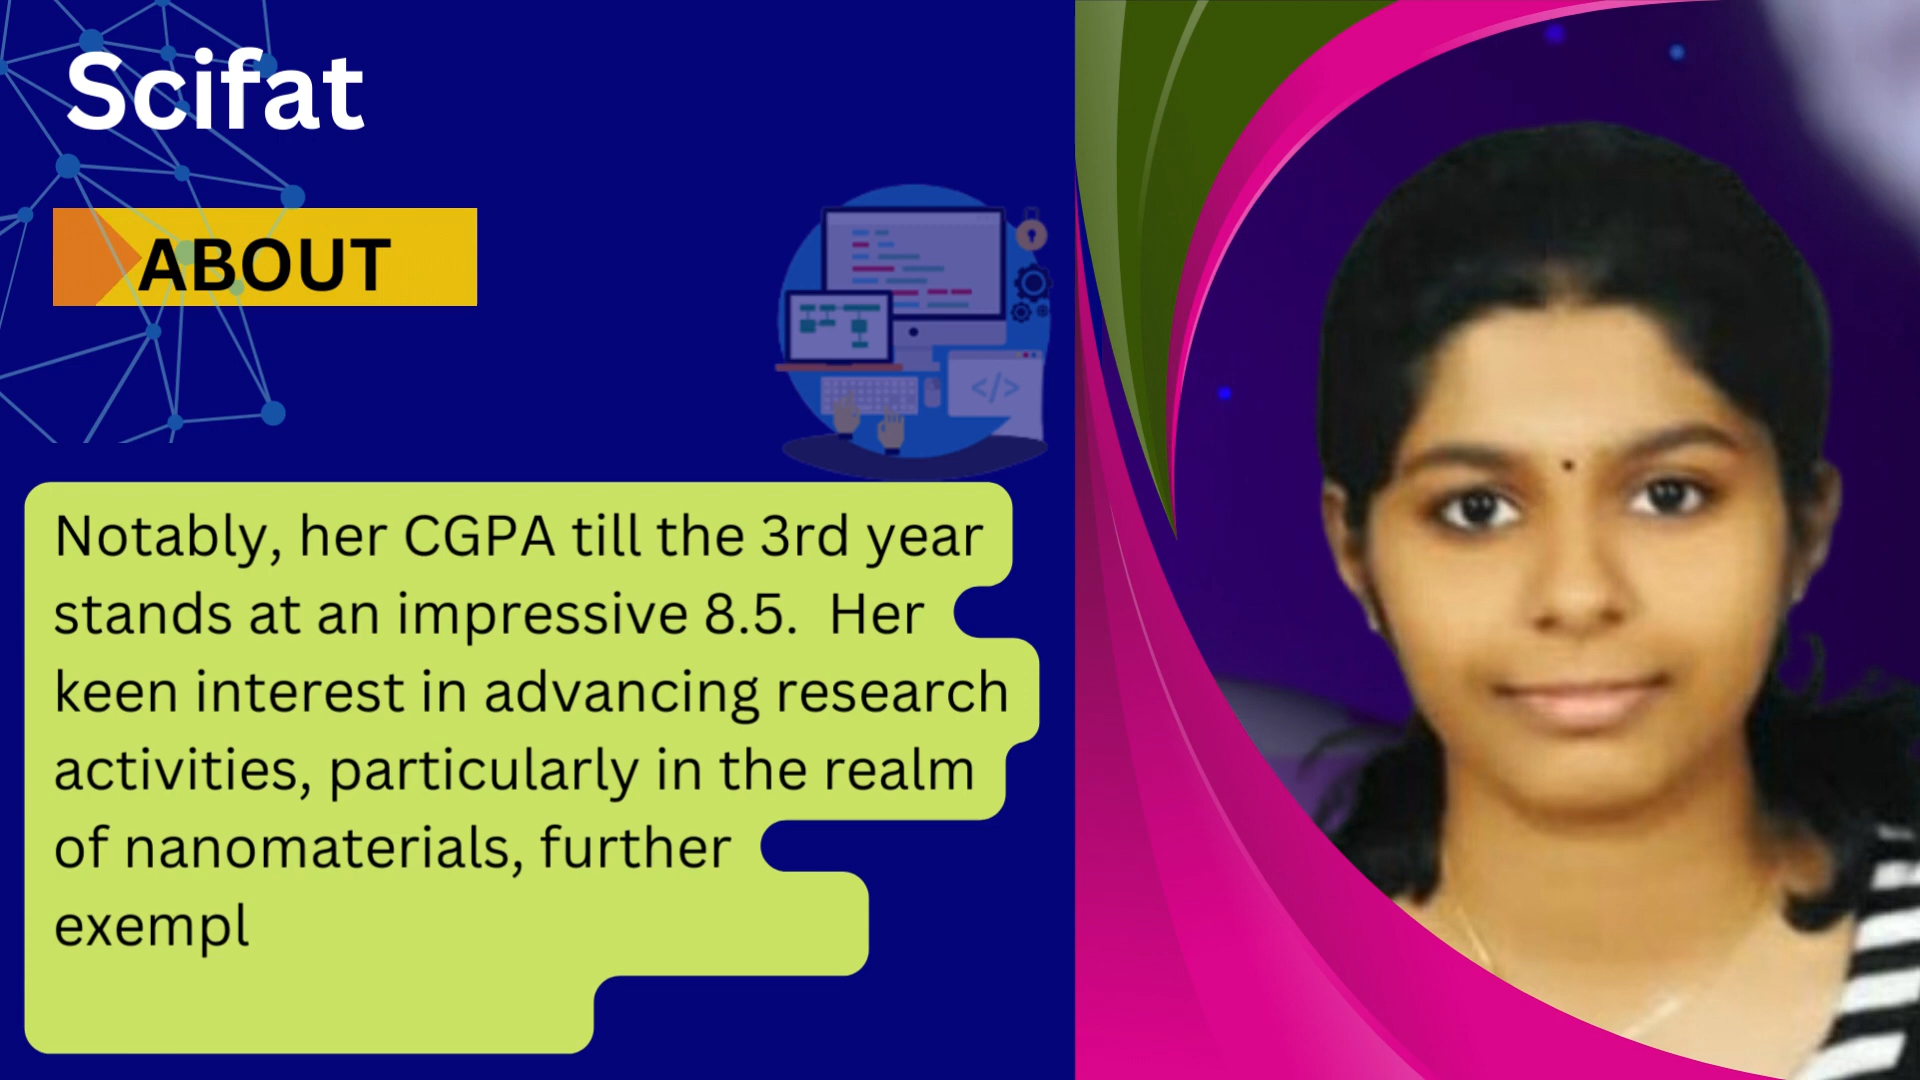 Scifat
ABOUT
Notably, her CGPA till the 3rd year
stands at an impressive 8.5.  Her
keen interest in advancing research
activities, particularly in the realm
of nanomaterials, further
exempl
</>